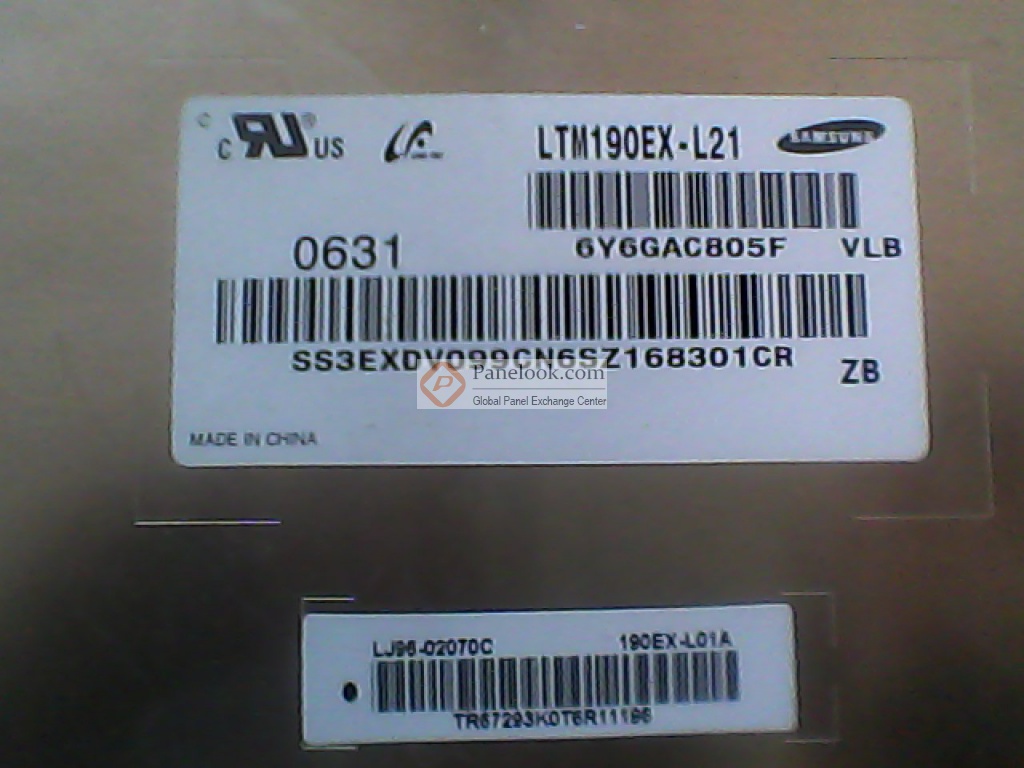 C US LTM190EX-L21 SAMSUNG
6Y6GAC805F VLB
0631
SS3EXDV099CN6SZ168301CR
ZB
Panelook.com
Global Panel Exchange Center
MADE IN CHINA
LJ96-02070C 190EX-L01A
TR67293K0T6R11196